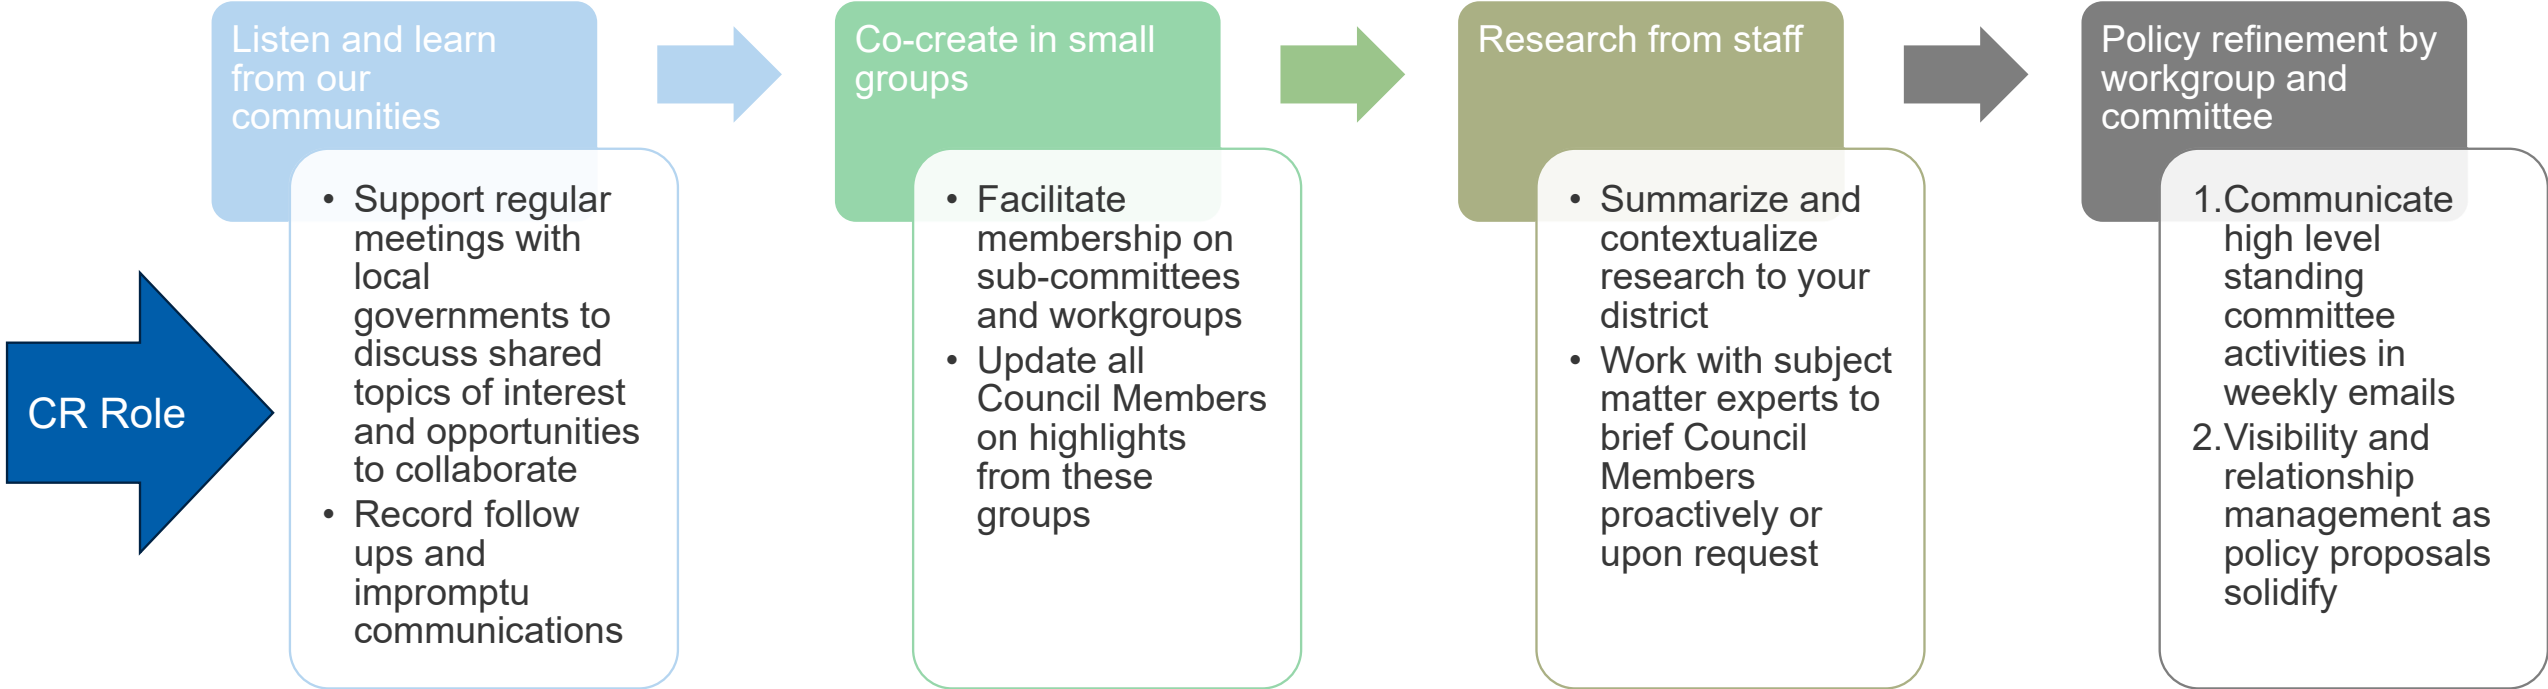 Listen and learn
from our
communities
• Support regular
meetings with
local
governments to
discuss shared
topics of interest
and opportunities
to collaborate
• Record follow
ups and
impromptu
communications
Co-create in small
groups
• Facilitate
membership on
sub-committees
and workgroups
• Update all
Council Members
on highlights
from these
groups
Research from staff
• Summarize and
contextualize
research to your
district
• Work with subject
matter experts to
brief Council
Members
proactively or
upon request
Policy refinement by
workgroup and
committee
1.Communicate
high level
standing
committee
activities in
weekly emails
2.Visibility and
relationship
management as
policy proposals
solidify
CR Role